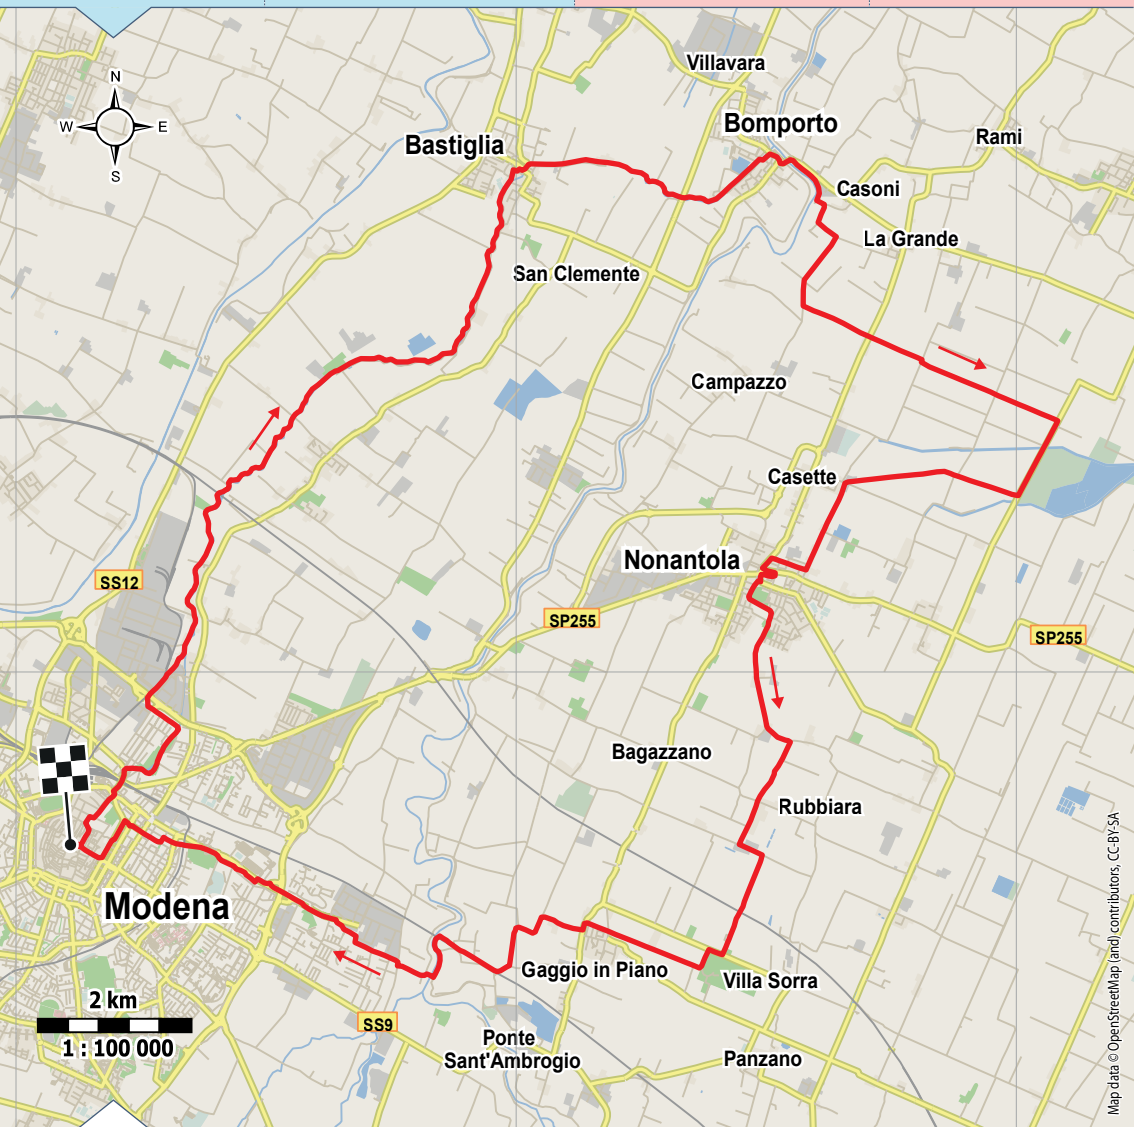 Villavara
N
W
E
S
Bomporto
Rami
Bastiglia
Casoni
La Grande
San Clemente
Campazzo
Casette
Nonantola
SS12
SP255
SP255
Bagazzano
Rubbiara
Modena
Gaggio in Piano
Villa Sorra
2 km
1 : 100 000
SS9
Ponte
Sant'Ambrogio
Panzano
Map data © OpenStreetMap (and) contributors, CC-BY-SA